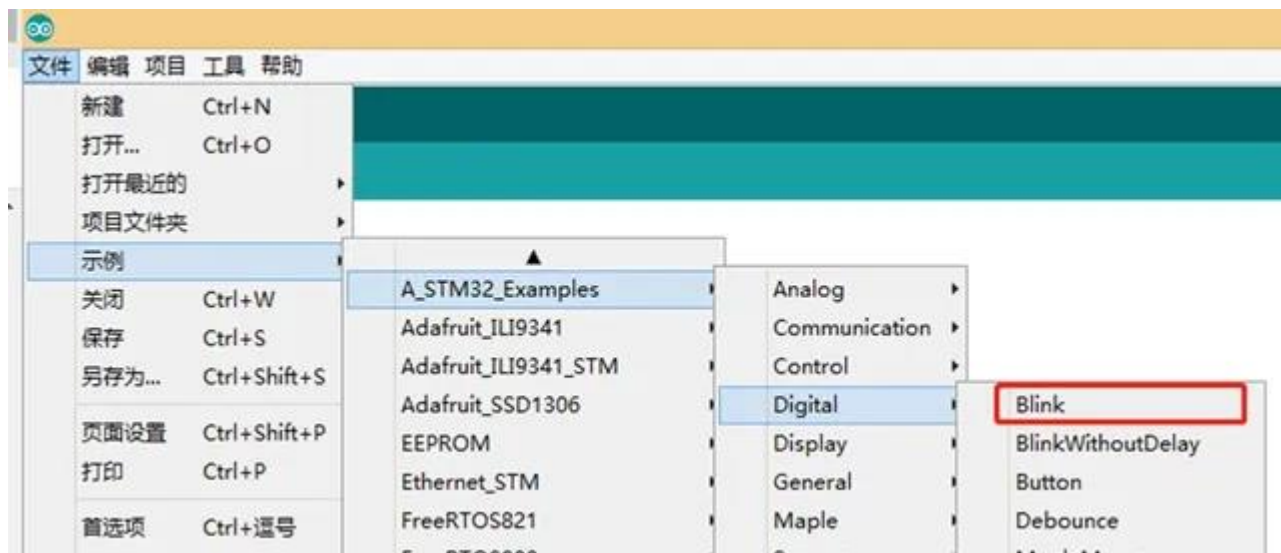 文件 编辑 项目 工具 帮助
新建 Ctrl+N
打开... Ctrl+O
打开最近的
项目文件夹
示例
关闭 Ctrl+W
保存 Ctrl+S
另存为... Ctrl+Shift+S
页面设置 Ctrl+Shift+P
打印 Ctrl+P
首选项 Ctrl+逗号
A_STM32_Examples
Adafruit_ILI9341
Adafruit_ILI9341_STM
Adafruit_SSD1306
EEPROM
Ethernet_STM
FreeRTOS821
Analog
Communication
Control
Digital
Display
General
Maple
Blink
BlinkWithoutDelay
Button
Debounce